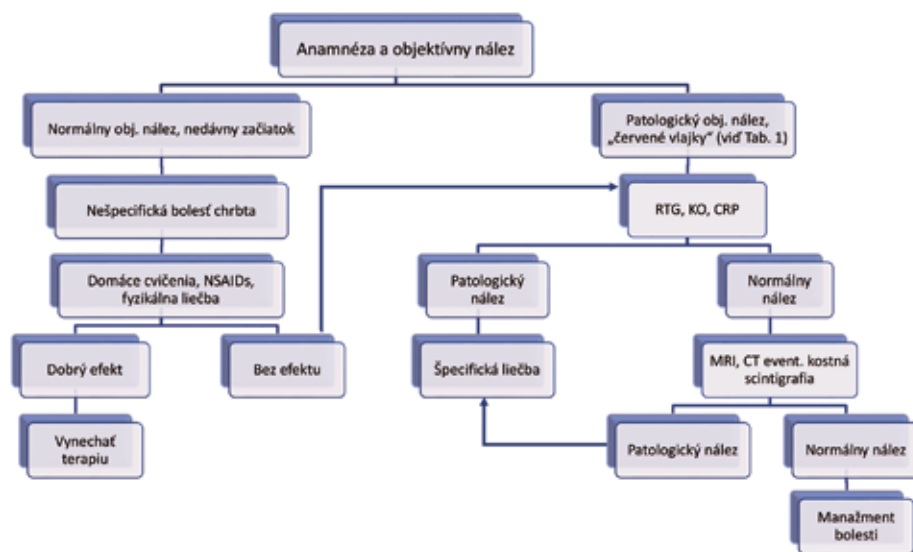 Anamnéza a objektívny nález
Normálny obj. nález, nedávny začiatok
Patologický obj. nález,
„červené vlajky“ (viď Tab. 1)
Nešpecifická bolesť chrbta
RTG, KO, CRP
Domáce cvičenia, NSAIDs,
fyzikálna liečba
Patologický
nález
Normálny
nález
Dobrý efekt
Bez efektu
Špecifická liečba
MRI, CT event. kostná
scintigrafia
Vynechať
terapiu
Patologický nález
Normálny nález
Manažment
bolesti